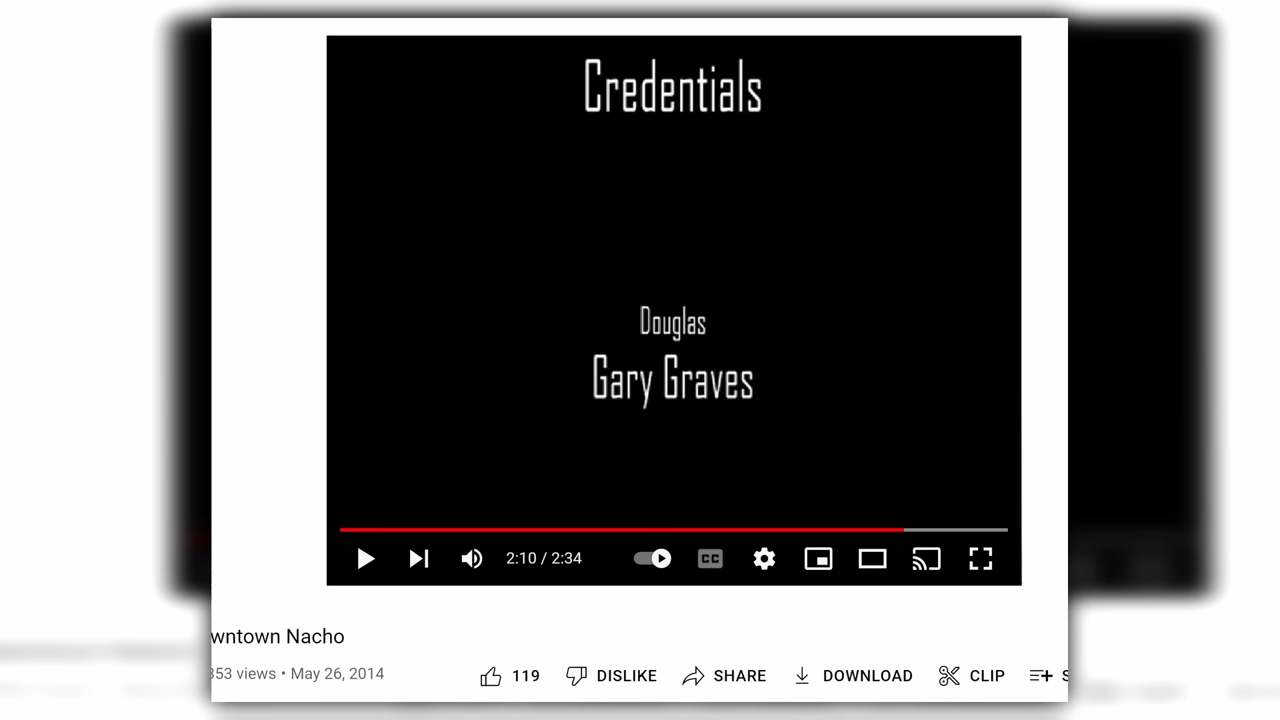 Credentials
Douglas
Gary Graves
2:10 / 2:34
CC
wntown Nacho
353 views • May 26, 2014
119 DISLIKE SHARE DOWNLOAD CLIP S